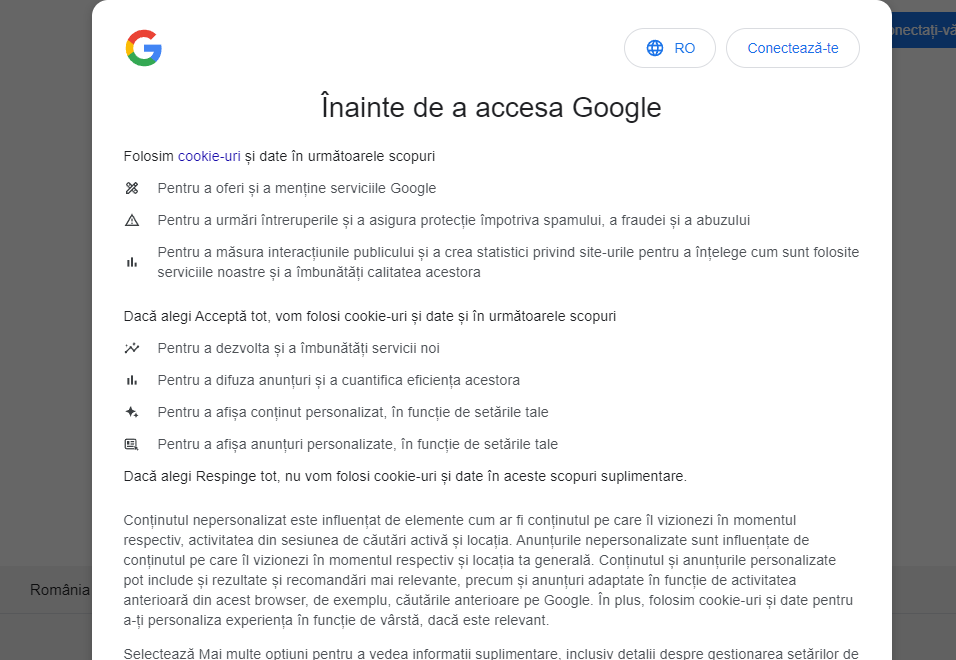 RO
Conectează-te
nectați-vă
Înainte de a accesa Google
Folosim cookie-uri și date în următoarele scopuri
Pentru a oferi și a menține serviciile Google
Pentru a urmări întreruperile și a asigura protecție împotriva spamului, a fraudei și a abuzului
Pentru a măsura interacțiunile publicului și a crea statistici privind site-urile pentru a înțelege cum sunt folosite
serviciile noastre și a îmbunătăți calitatea acestora
Dacă alegi Acceptă tot, vom folosi cookie-uri și date și în următoarele scopuri
Pentru a dezvolta și a îmbunătăți servicii noi
Pentru a difuza anunțuri și a cuantifica eficiența acestora
Pentru a afișa conținut personalizat, în funcție de setările tale
Pentru a afișa anunțuri personalizate, în funcție de setările tale
Dacă alegi Respinge tot, nu vom folosi cookie-uri și date în aceste scopuri suplimentare.
Conținutul nepersonalizat este influențat de elemente cum ar fi conținutul pe care îl vizionezi în momentul
respectiv, activitatea din sesiunea de căutări activă și locația. Anunțurile nepersonalizate sunt influențate de
conținutul pe care îl vizionezi în momentul respectiv și locația ta generală. Conținutul și anunțurile personalizate
pot include și rezultate și recomandări mai relevante, precum și anunțuri adaptate în funcție de activitatea
anterioară din acest browser, de exemplu, căutările anterioare pe Google. În plus, folosim cookie-uri și date pentru
a-ți personaliza experiența în funcție de vârstă, dacă este relevant.
România
Selectează Mai multe opțiuni pentru a vedea informații suplimentare, inclusiv detalii despre gestionarea setărilor de